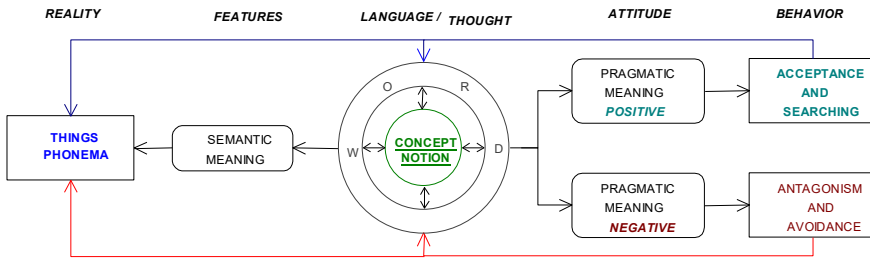 REALITY FEATURES LANGUAGE / THOUGHT ATTITUDE BEHAVIOR
THINGS
PHONEMA
SEMANTIC
MEANING
W O R D
CONCEPT
NOTION
PRAGMATIC
MEANING
POSITIVE
ACCEPTANCE
AND
SEARCHING
PRAGMATIC
MEANING
NEGATIVE
ANTAGONISM
AND
AVOIDANCE